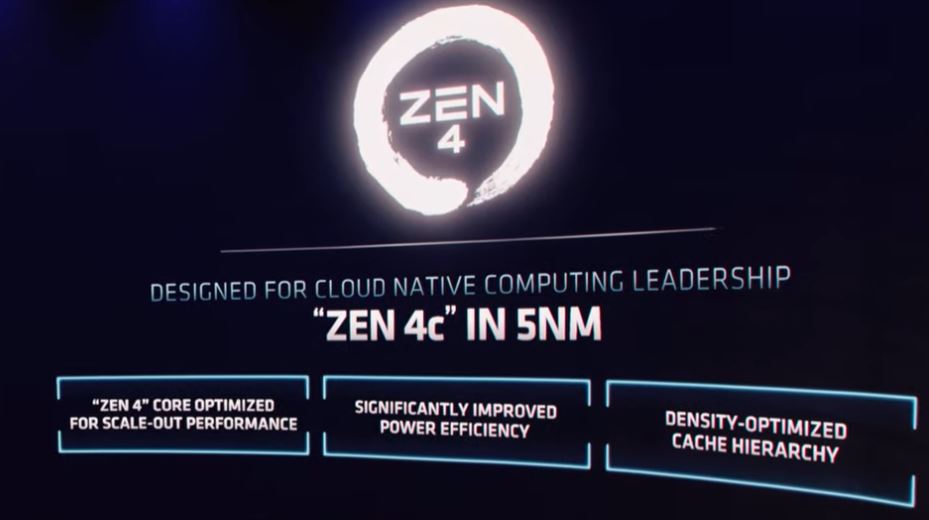 ZEN
4
DESIGNED FOR CLOUD NATIVE COMPUTING LEADERSHIP
“ZEN 4c” IN 5NM
“ZEN 4” CORE OPTIMIZED
FOR SCALE-OUT PERFORMANCE
SIGNIFICANTLY IMPROVED
POWER EFFICIENCY
DENSITY-OPTIMIZED
CACHE HIERARCHY